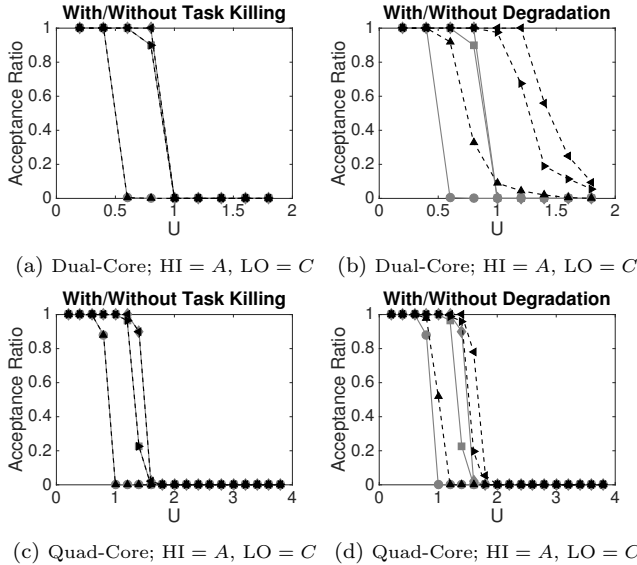 With/Without Task Killing
With/Without Degradation
Acceptance Ratio
1
0.8
0.6
0.4
0.2
0
0 0.5 1 1.5 2
U
Acceptance Ratio
1
0.8
0.6
0.4
0.2
0
0 0.5 1 1.5 2
U
(a) Dual-Core; HI = A, LO = C
(b) Dual-Core; HI = A, LO = C
With/Without Task Killing
With/Without Degradation
Acceptance Ratio
1
0.8
0.6
0.4
0.2
0
0 1 2 3 4
U
Acceptance Ratio
1
0.8
0.6
0.4
0.2
0
0 1 2 3 4
U
(c) Quad-Core; HI = A, LO = C
(d) Quad-Core; HI = A, LO = C